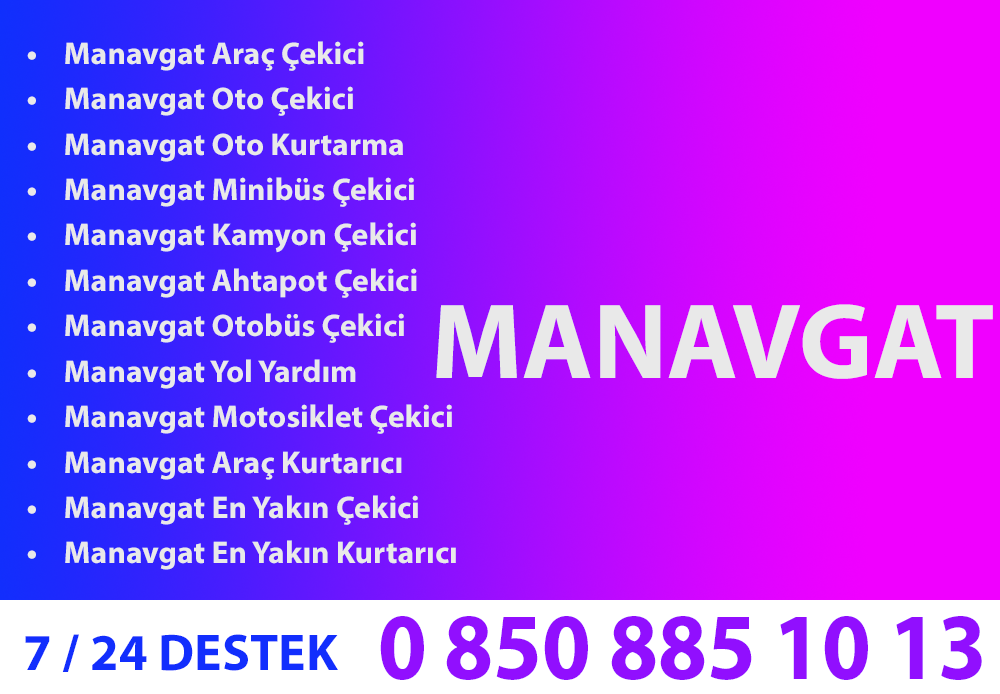 • Manavgat Araç Çekici
• Manavgat Oto Çekici
• Manavgat Oto Kurtarma
• Manavgat Minibüs Çekici
• Manavgat Kamyon Çekici
• Manavgat Ahtapot Çekici
• Manavgat Otobüs Çekici
• Manavgat Yol Yardım
• Manavgat Motosiklet Çekici
• Manavgat Araç Kurtarıcı
• Manavgat En Yakın Çekici
• Manavgat En Yakın Kurtarıcı
MANAVGAT
7 / 24 DESTEK 0 850 885 10 13